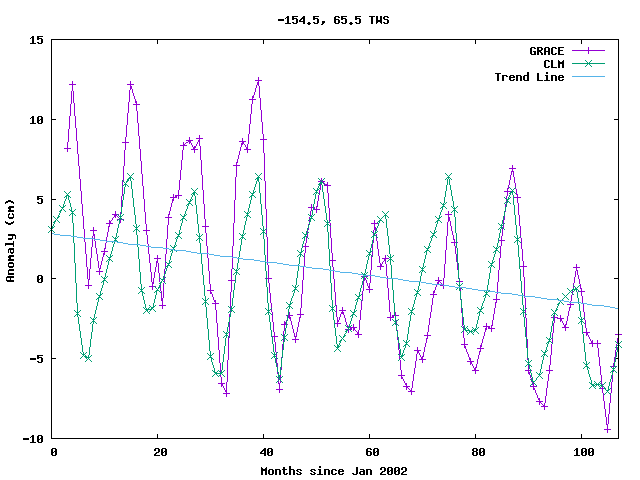 -154.5, 65.5 TWS
GRACE
CLM
Trend Line
15
10
5
0
-5
-10
Anomaly (cm)
0 20 40 60 80 100
Months since Jan 2002